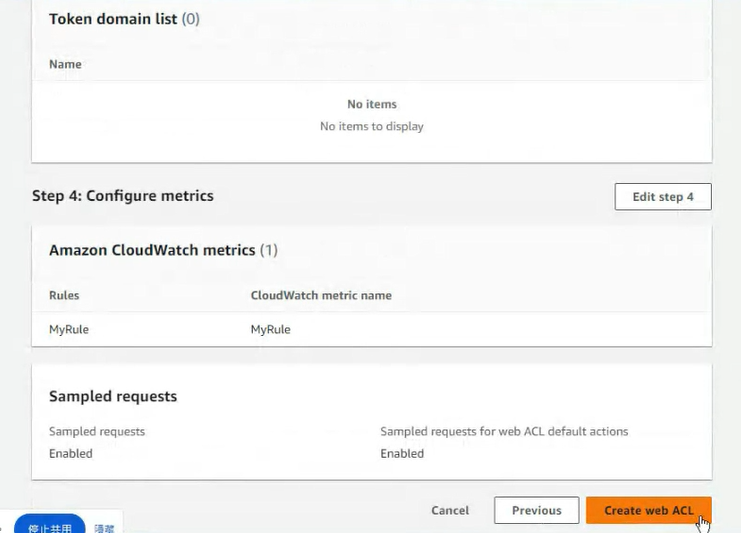 Token domain list (0)
Name
No items
No items to display
Step 4: Configure metrics
Edit step 4
Amazon CloudWatch metrics (1)
Rules CloudWatch metric name
MyRule MyRule
Sampled requests
Sampled requests Sampled requests for web ACL default actions
Enabled Enabled
Cancel Previous Create web ACL
停止共用 隱藏